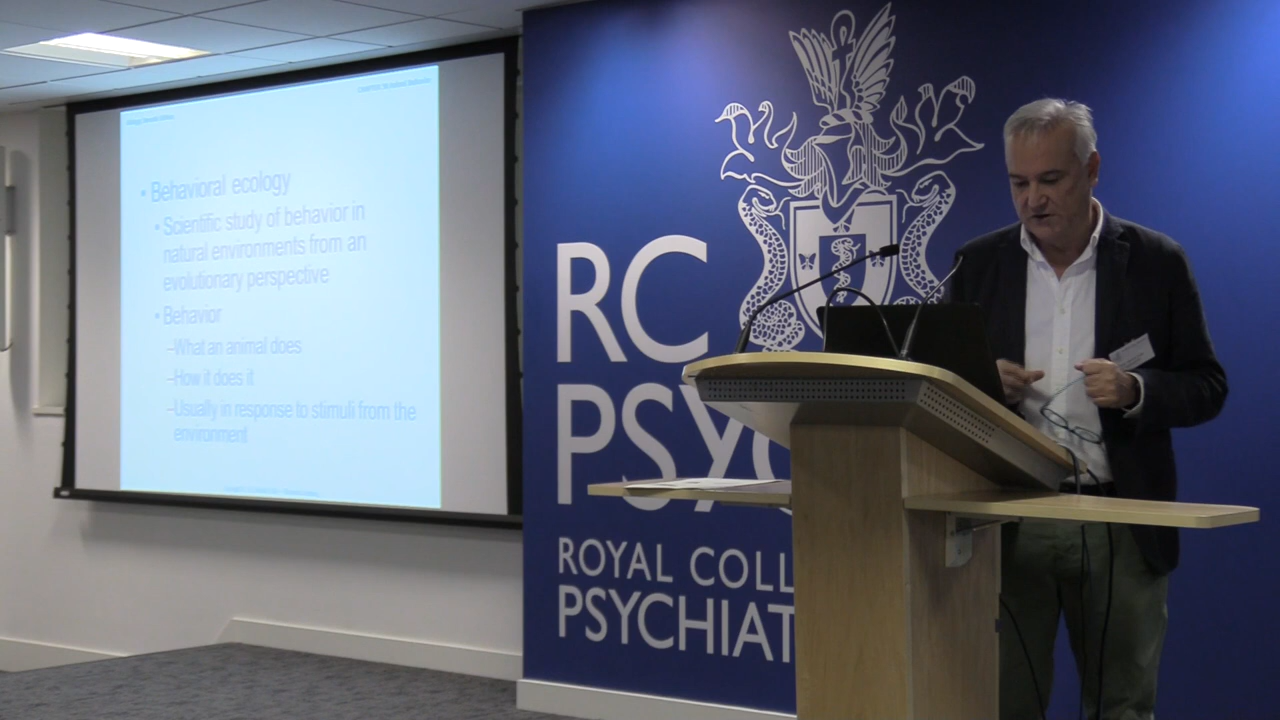 • Behavioral ecology
• Scientific study of behavior in
natural environments from an
evolutionary perspective
• Behavior
–What an animal does
–How it does it
–Usually in response to stimuli from the
environment
RC
PSYC
ROYAL COLL
PSYCHIAT